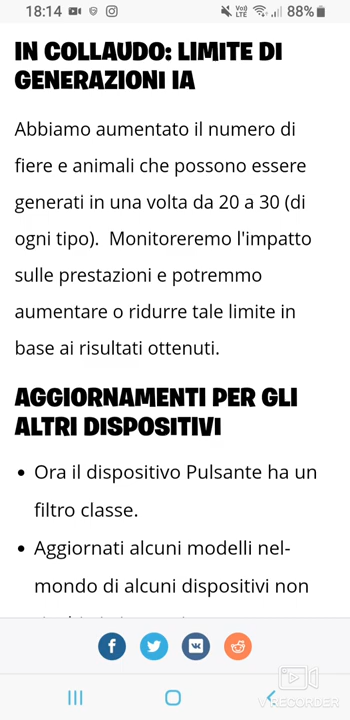 18:14
Vo))
LTE
88%
IN COLLAUDO: LIMITE DI
GENERAZIONI IA
Abbiamo aumentato il numero di
fiere e animali che possono essere
generati in una volta da 20 a 30 (di
ogni tipo). Monitoreremo l'impatto
sulle prestazioni e potremmo
aumentare o ridurre tale limite in
base ai risultati ottenuti.
AGGIORNAMENTI PER GLI
ALTRI DISPOSITIVI
• Ora il dispositivo Pulsante ha un
filtro classe.
• Aggiornati alcuni modelli nel-
mondo di alcuni dispositivi non
V RECORDER